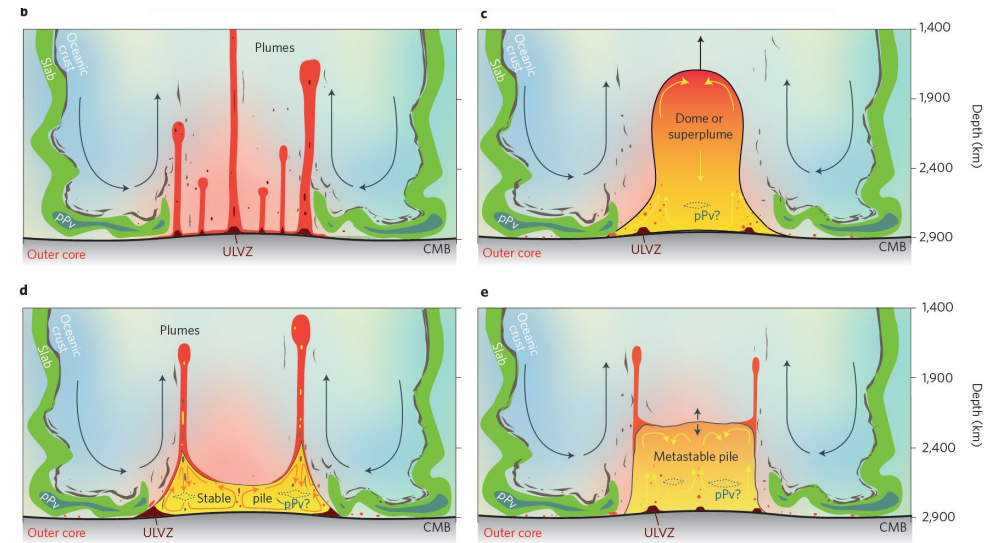 b
Slab
Oceanic
crust
pPv
Plumes
Outer core
ULVZ
CMB
c
Slab
Oceanic
crust
pPv
Dome or
superplume
pPv?
Outer core
ULVZ
CMB
1,400
1,900
2,400
2,900
Depth (km)
d
Slab
Oceanic
crust
pPv
Plumes
Stable pile
pPv?
Outer core
ULVZ
CMB
e
Slab
Oceanic
crust
pPv
Metastable pile
pPv?
Outer core
ULVZ
CMB
1,400
1,900
2,400
2,900
Depth (km)